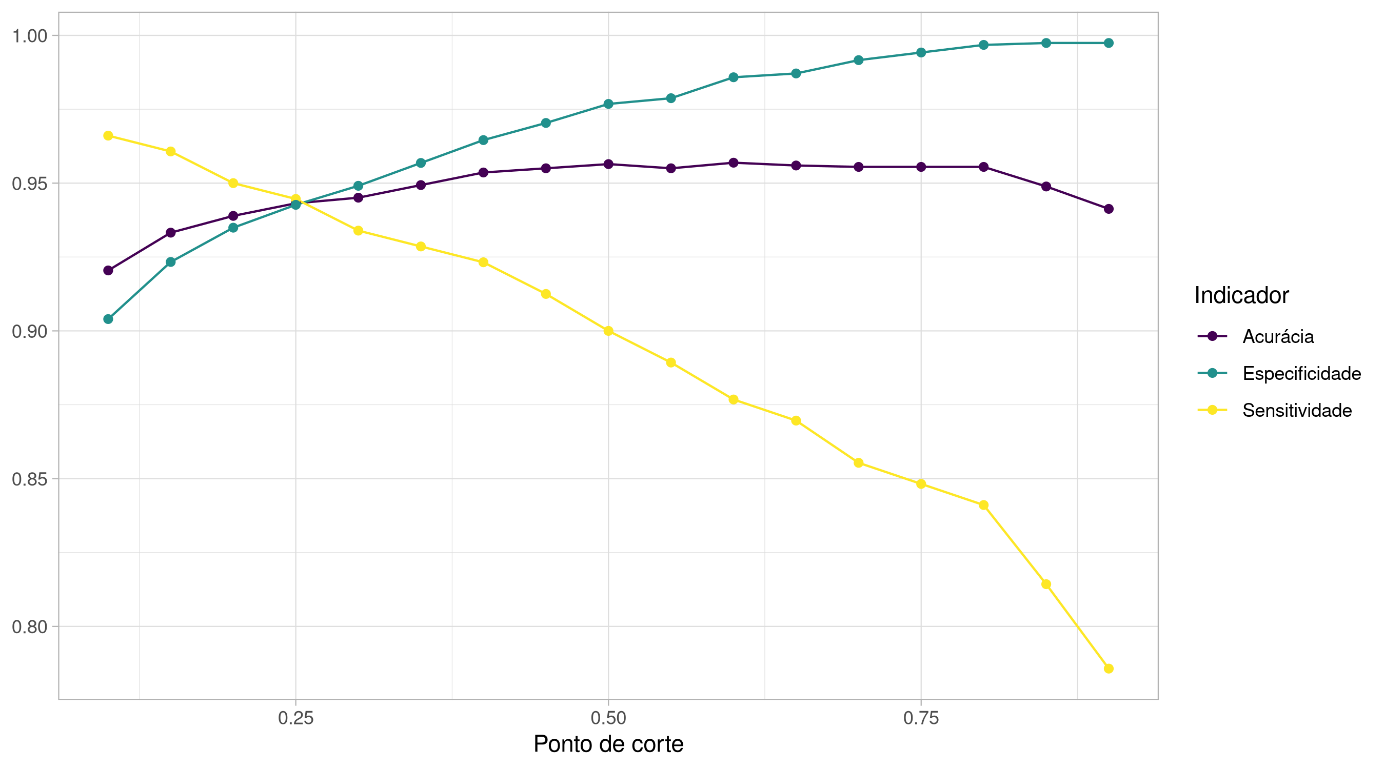 1.00
0.95
0.90
0.85
0.80
0.25
0.50
0.75
Ponto de corte
Indicador
Acurácia
Especificidade
Sensitividade